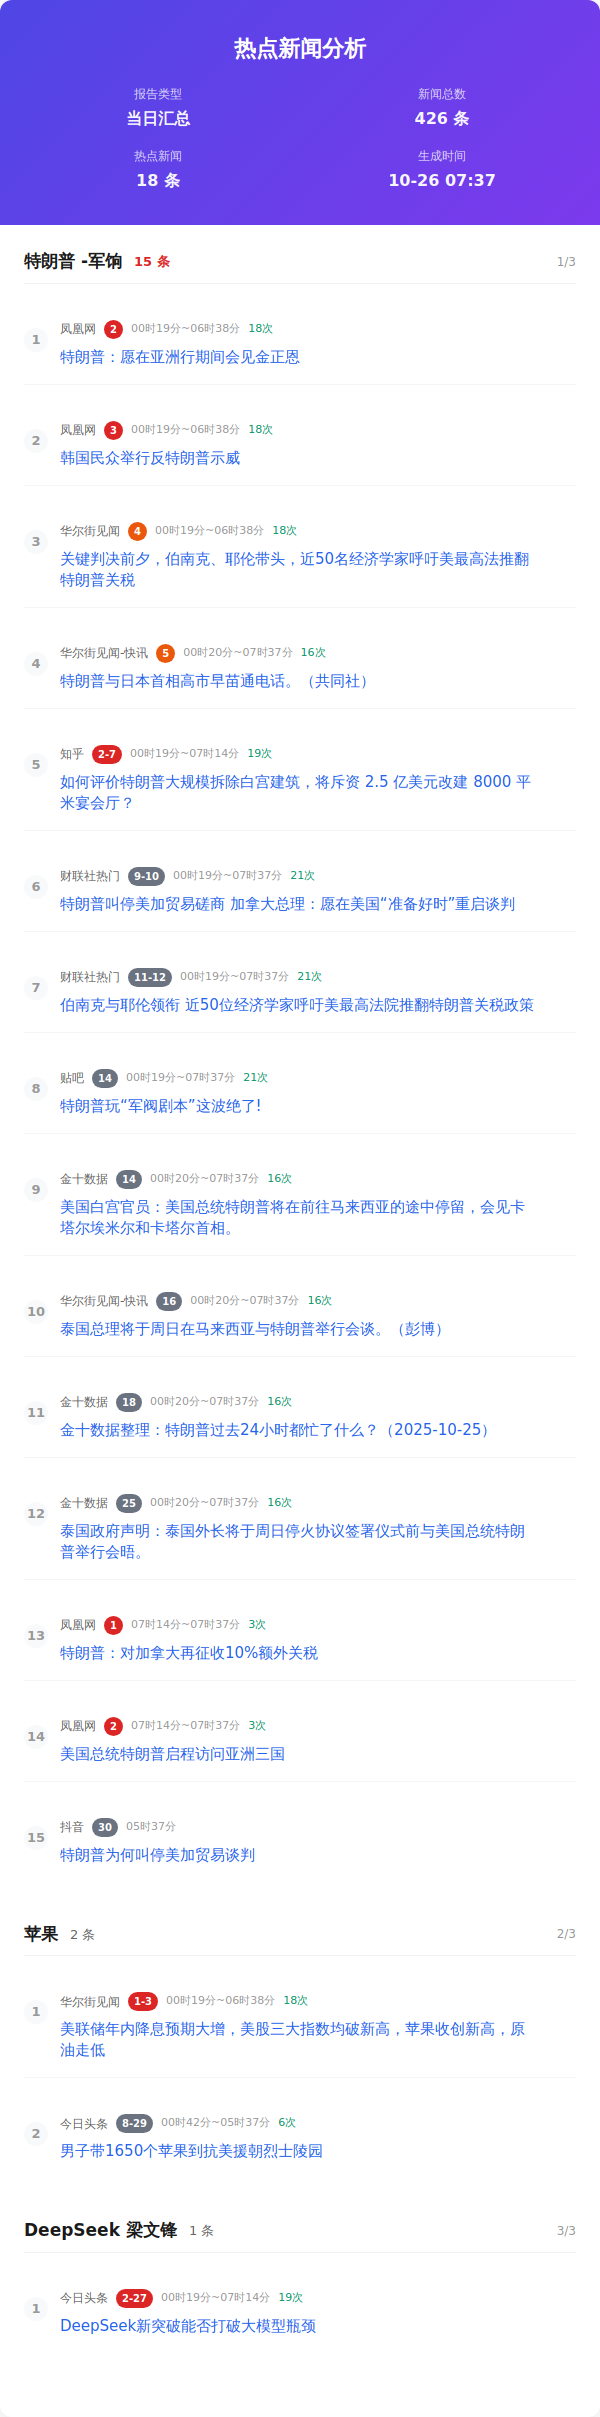 热点新闻分析
报告类型
当日汇总
新闻总数
426 条
热点新闻
18 条
生成时间
10-26 07:37
特朗普 -军饷 15 条 1/3
1
凤凰网 2 00时19分~06时38分 18次
特朗普：愿在亚洲行期间会见金正恩
2
凤凰网 3 00时19分~06时38分 18次
韩国民众举行反特朗普示威
3
华尔街见闻 4 00时19分~06时38分 18次
关键判决前夕，伯南克、耶伦带头，近50名经济学家呼吁美最高法推翻
特朗普关税
4
华尔街见闻-快讯 5 00时20分~07时37分 16次
特朗普与日本首相高市早苗通电话。（共同社）
5
知乎 2-7 00时19分~07时14分 19次
如何评价特朗普大规模拆除白宫建筑，将斥资 2.5 亿美元改建 8000 平
米宴会厅？
6
财联社热门 9-10 00时19分~07时37分 21次
特朗普叫停美加贸易磋商 加拿大总理：愿在美国“准备好时”重启谈判
7
财联社热门 11-12 00时19分~07时37分 21次
伯南克与耶伦领衔 近50位经济学家呼吁美最高法院推翻特朗普关税政策
8
贴吧 14 00时19分~07时37分 21次
特朗普玩“军阀剧本”这波绝了!
9
金十数据 14 00时20分~07时37分 16次
美国白宫官员：美国总统特朗普将在前往马来西亚的途中停留，会见卡
塔尔埃米尔和卡塔尔首相。
10
华尔街见闻-快讯 16 00时20分~07时37分 16次
泰国总理将于周日在马来西亚与特朗普举行会谈。（彭博）
11
金十数据 18 00时20分~07时37分 16次
金十数据整理：特朗普过去24小时都忙了什么？（2025-10-25）
12
金十数据 25 00时20分~07时37分 16次
泰国政府声明：泰国外长将于周日停火协议签署仪式前与美国总统特朗
普举行会晤。
13
凤凰网 1 07时14分~07时37分 3次
特朗普：对加拿大再征收10%额外关税
14
凤凰网 2 07时14分~07时37分 3次
美国总统特朗普启程访问亚洲三国
15
抖音 30 05时37分
特朗普为何叫停美加贸易谈判
苹果 2 条 2/3
1
华尔街见闻 1-3 00时19分~06时38分 18次
美联储年内降息预期大增，美股三大指数均破新高，苹果收创新高，原
油走低
2
今日头条 8-29 00时42分~05时37分 6次
男子带1650个苹果到抗美援朝烈士陵园
DeepSeek 梁文锋 1 条 3/3
1
今日头条 2-27 00时19分~07时14分 19次
DeepSeek新突破能否打破大模型瓶颈